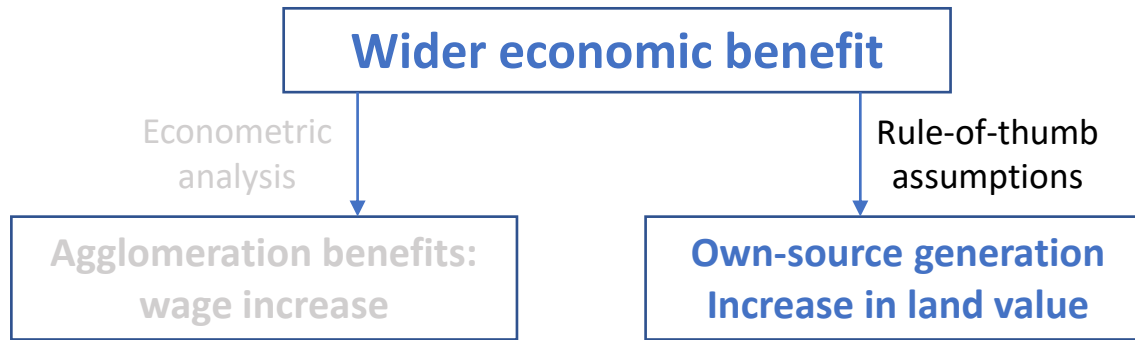 Wider economic benefit
Econometric
analysis
Rule-of-thumb
assumptions
Agglomeration benefits:
wage increase
Own-source generation
Increase in land value